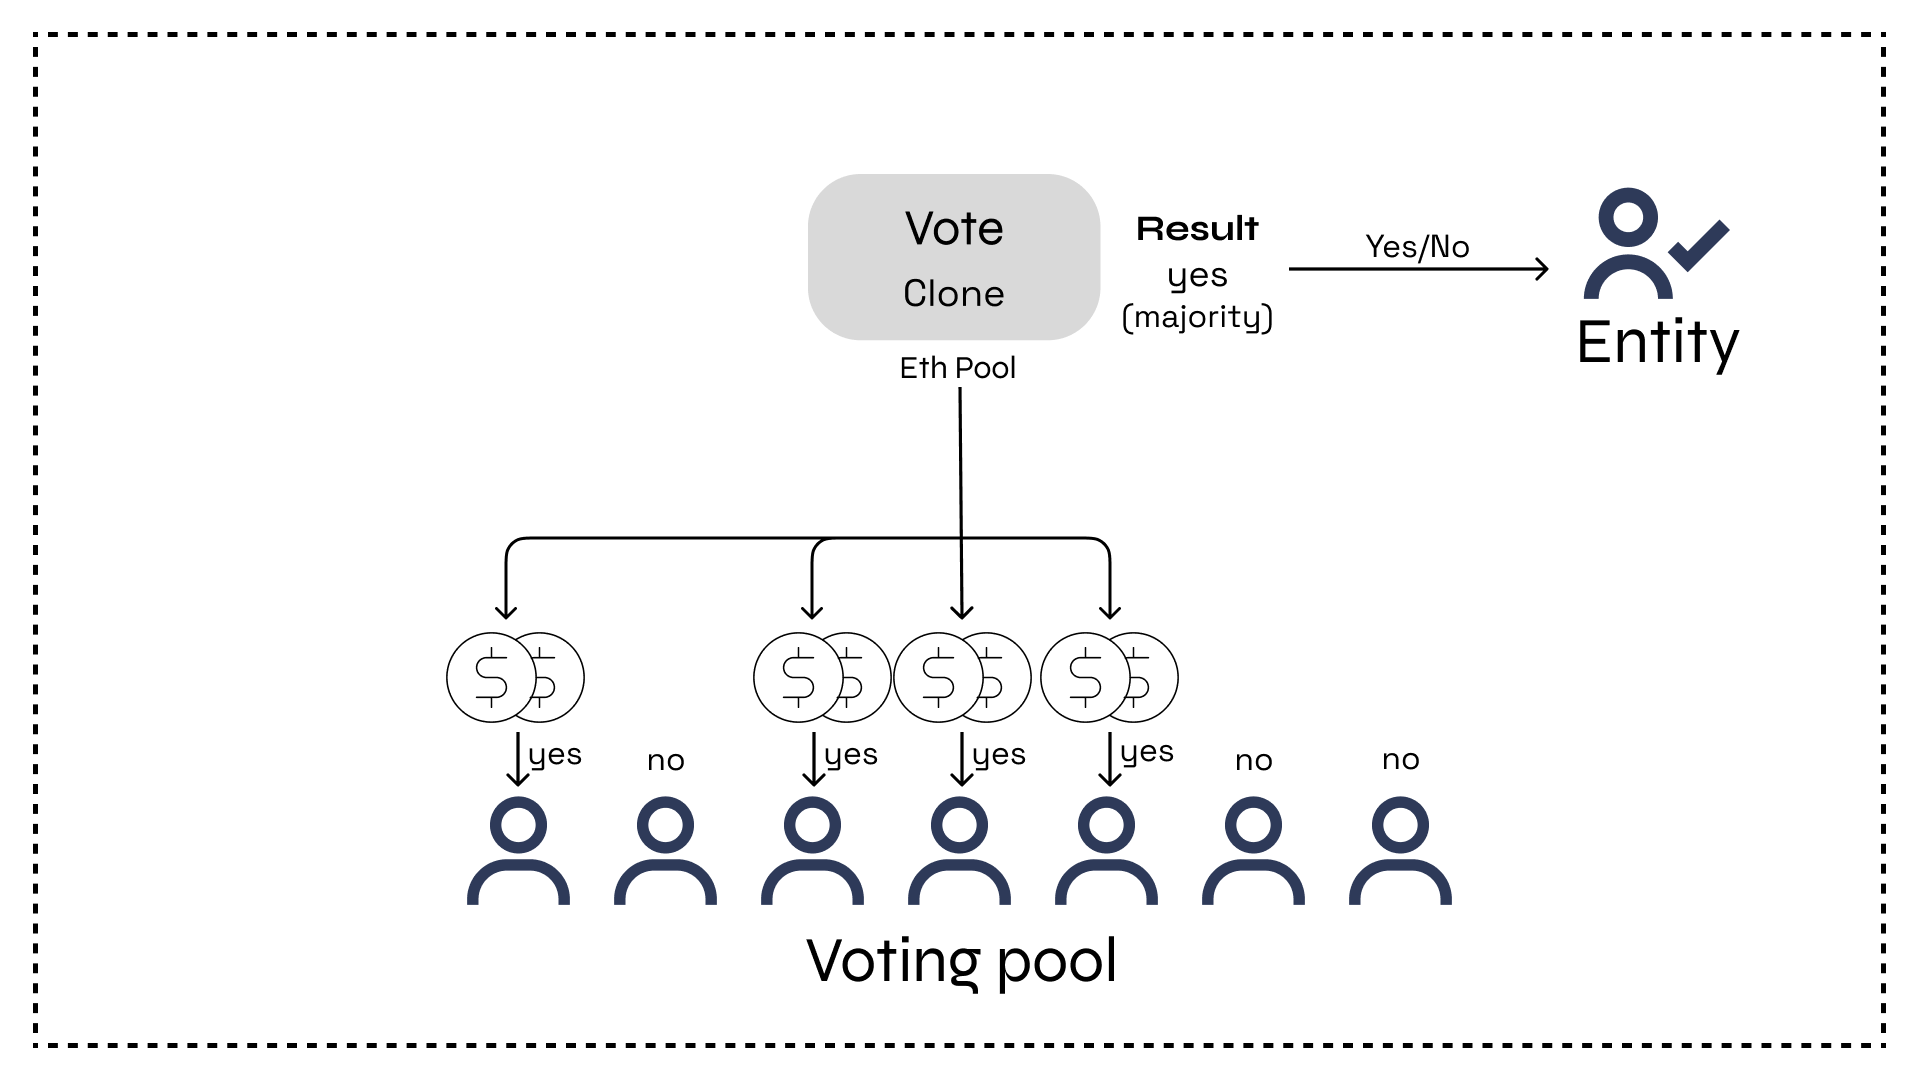 Vote
Clone
Result
yes
(majority)
Yes/No
Entity
Eth Pool
$ $ $ $ $ $ $ $
yes no yes yes yes no no
Voting pool